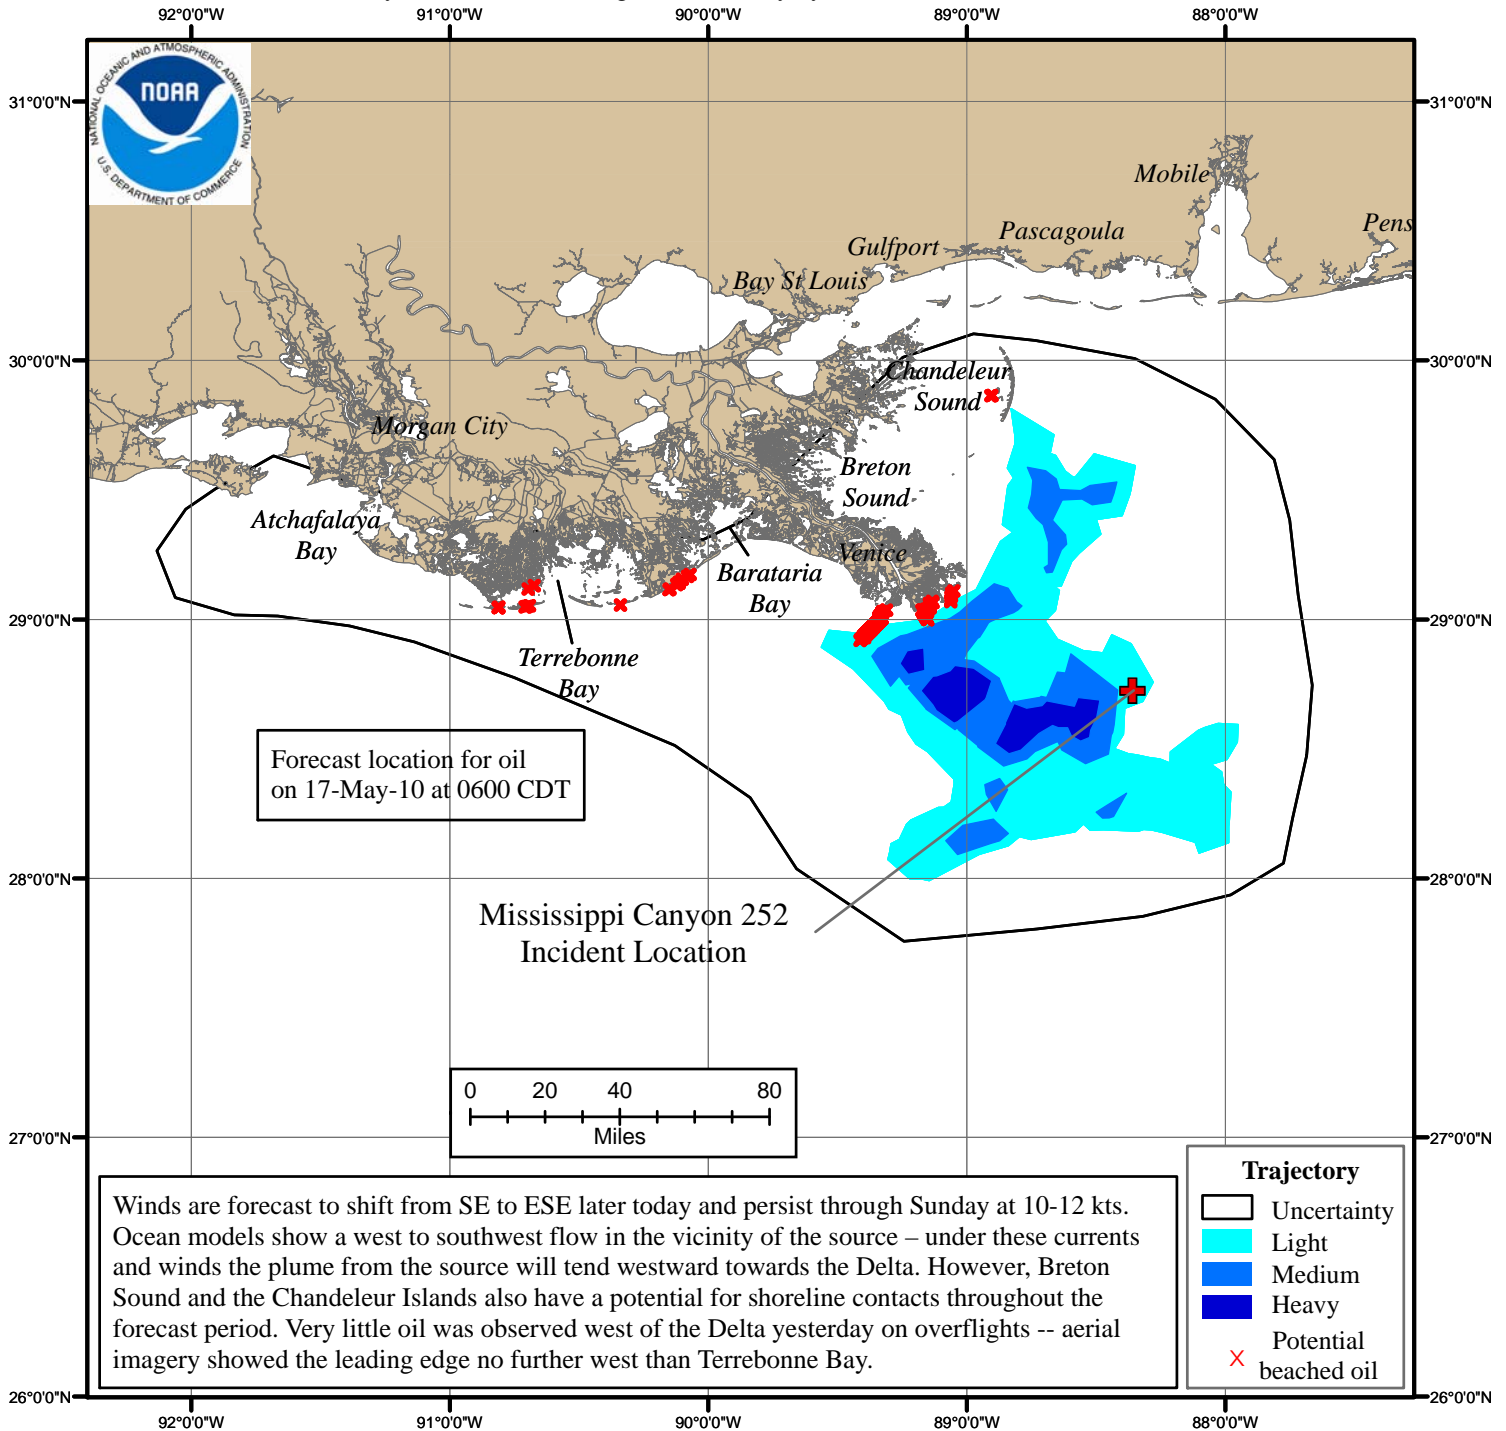 92°0'0"W
91°0'0"W
90°0'0"W
89°0'0"W
88°0'0"W
NATIONAL OCEANIC AND ATMOSPHERIC ADMINISTRATION
NOAA
U.S. DEPARTMENT OF COMMERCE
31°0'0"N
31°0'0"N
Mobile
Pens
Pascagoula
Gulfport
Bay St Louis
30°0'0"N
30°0'0"N
Chandeleur
Sound
Morgan City
Breton
Sound
Atchafalaya
Bay
Venice
Barataria
Bay
29°0'0"N
29°0'0"N
Terrebonne
Bay
Forecast location for oil
on 17-May-10 at 0600 CDT
28°0'0"N
28°0'0"N
Mississippi Canyon 252
Incident Location
0 20 40 80
Miles
27°0'0"N
27°0'0"N
Winds are forecast to shift from SE to ESE later today and persist through Sunday at 10-12 kts.
Ocean models show a west to southwest flow in the vicinity of the source – under these currents
and winds the plume from the source will tend westward towards the Delta. However, Breton
Sound and the Chandeleur Islands also have a potential for shoreline contacts throughout the
forecast period. Very little oil was observed west of the Delta yesterday on overflights -- aerial
imagery showed the leading edge no further west than Terrebonne Bay.
Trajectory
Uncertainty
Light
Medium
Heavy
X Potential
beached oil
26°0'0"N
26°0'0"N
92°0'0"W
91°0'0"W
90°0'0"W
89°0'0"W
88°0'0"W